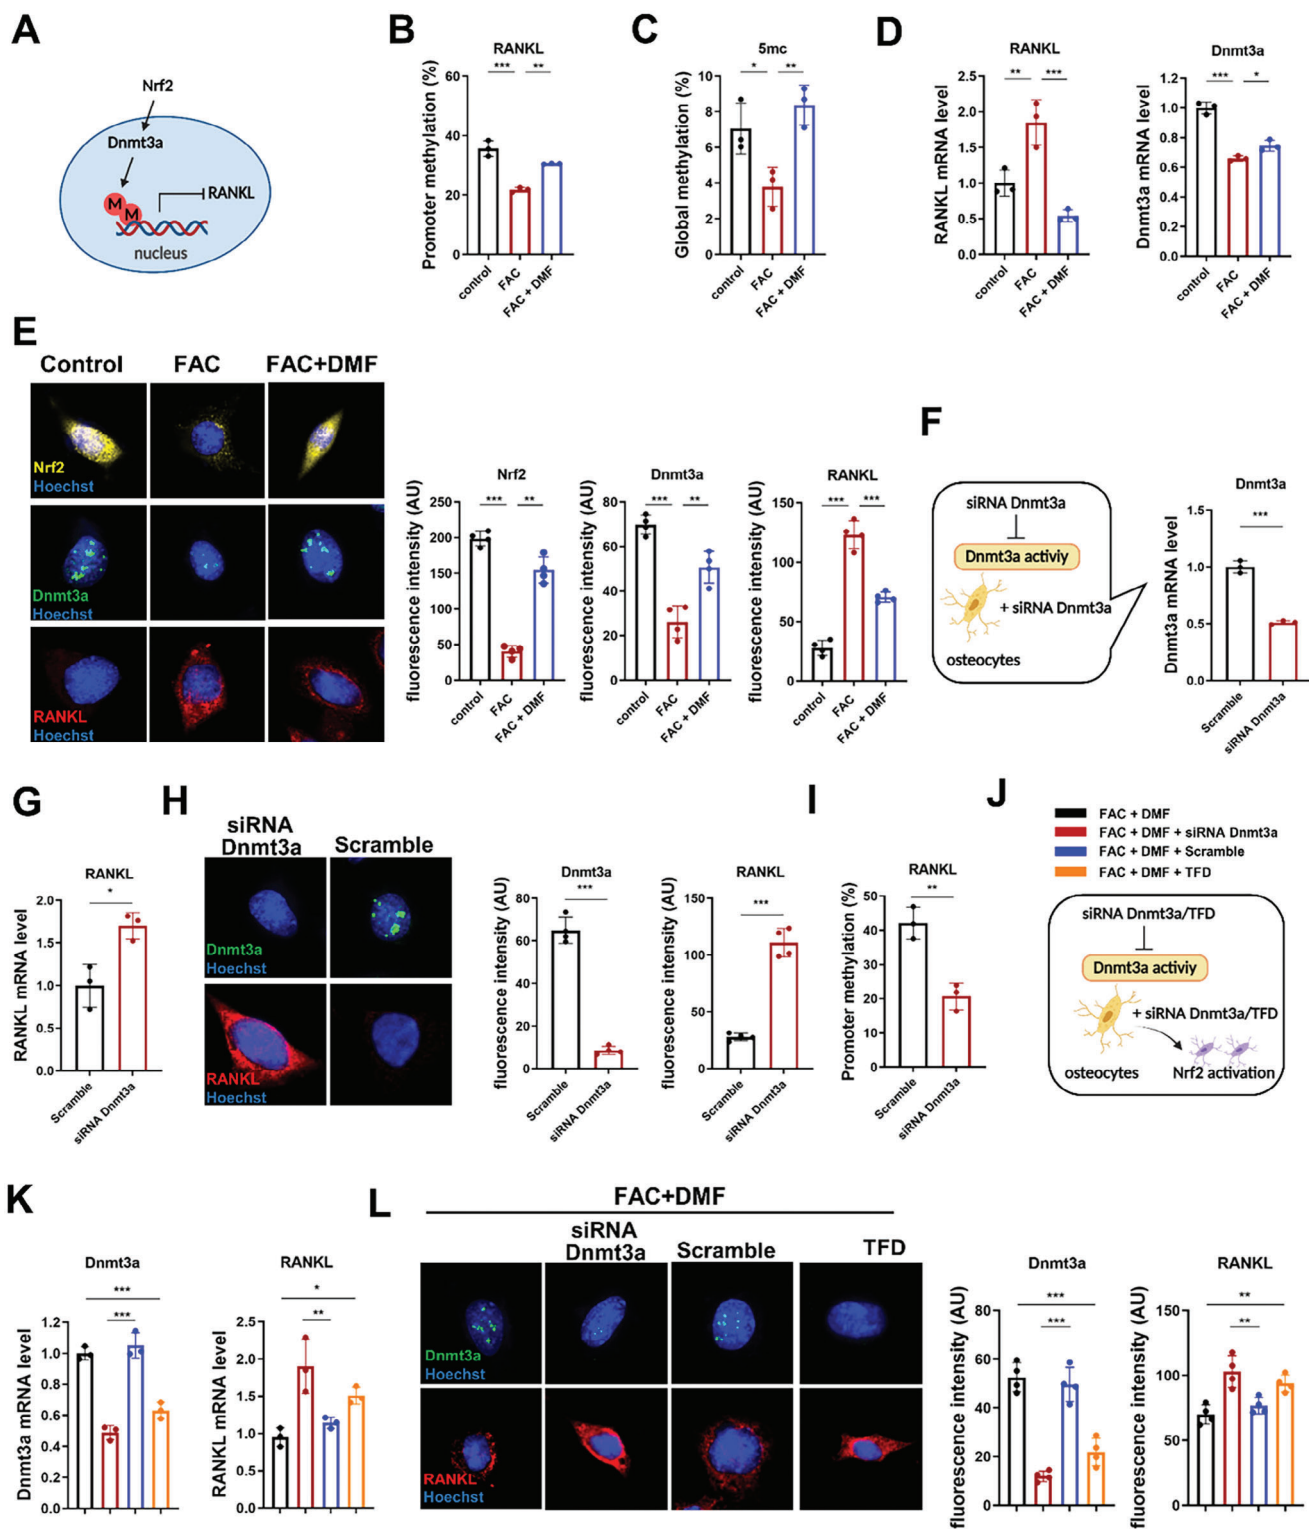 A
Nrf2
Dnmt3a
M
M
RANKL
nucleus
B
RANKL
*** **
Promoter methylation (%)
60
40
20
0
control
FAC
FAC + DMF
C
5mc
* **
Global methylation (%)
10
8
6
4
2
0
control
FAC
FAC + DMF
D
RANKL
** ***
RANKL mRNA level
2.5
2.0
1.5
1.0
0.5
0.0
control
FAC
FAC + DMF
Dnmt3a
*** *
Dnmt3a mRNA level
1.2
1.0
0.8
0.6
0.4
0.2
0.0
control
FAC
FAC + DMF
E
Control FAC FAC+DMF
Nrf2
Hoechst
Dnmt3a
Hoechst
RANKL
Hoechst
Nrf2
*** **
fluorescence intensity (AU)
250
200
150
100
50
0
control
FAC
FAC + DMF
Dnmt3a
*** **
fluorescence intensity (AU)
80
60
40
20
0
control
FAC
FAC + DMF
RANKL
*** ***
fluorescence intensity (AU)
150
100
50
0
control
FAC
FAC + DMF
F
siRNA Dnmt3a
Dnmt3a activiy
+ siRNA Dnmt3a
osteocytes
Dnmt3a
***
Dnmt3a mRNA level
1.5
1.0
0.5
0.0
Scramble
siRNA Dnmt3a
G
RANKL
*
RANKL mRNA level
2.0
1.5
1.0
0.5
0.0
Scramble
siRNA Dnmt3a
H
siRNA
Dnmt3a Scramble
Dnmt3a
Hoechst
RANKL
Hoechst
Dnmt3a
***
fluorescence intensity (AU)
80
60
40
20
0
Scramble
siRNA Dnmt3a
RANKL
***
fluorescence intensity (AU)
150
100
50
0
Scramble
siRNA Dnmt3a
I
RANKL
**
Promoter methylation (%)
50
40
30
20
10
0
Scramble
siRNA Dnmt3a
J
FAC + DMF
FAC + DMF + siRNA Dnmt3a
FAC + DMF + Scramble
FAC + DMF + TFD
siRNA Dnmt3a/TFD
Dnmt3a activiy
+ siRNA Dnmt3a/TFD
osteocytes
Nrf2 activation
K
Dnmt3a
***
***
Dnmt3a mRNA level
1.2
1.0
0.8
0.6
0.4
0.2
0.0
RANKL
*
**
RANKL mRNA level
2.5
2.0
1.5
1.0
0.5
0.0
L
FAC+DMF
siRNA
Dnmt3a Scramble TFD
Dnmt3a
Hoechst
RANKL
Hoechst
Dnmt3a
***
***
fluorescence intensity (AU)
80
60
40
20
0
RANKL
**
**
fluorescence intensity (AU)
150
100
50
0